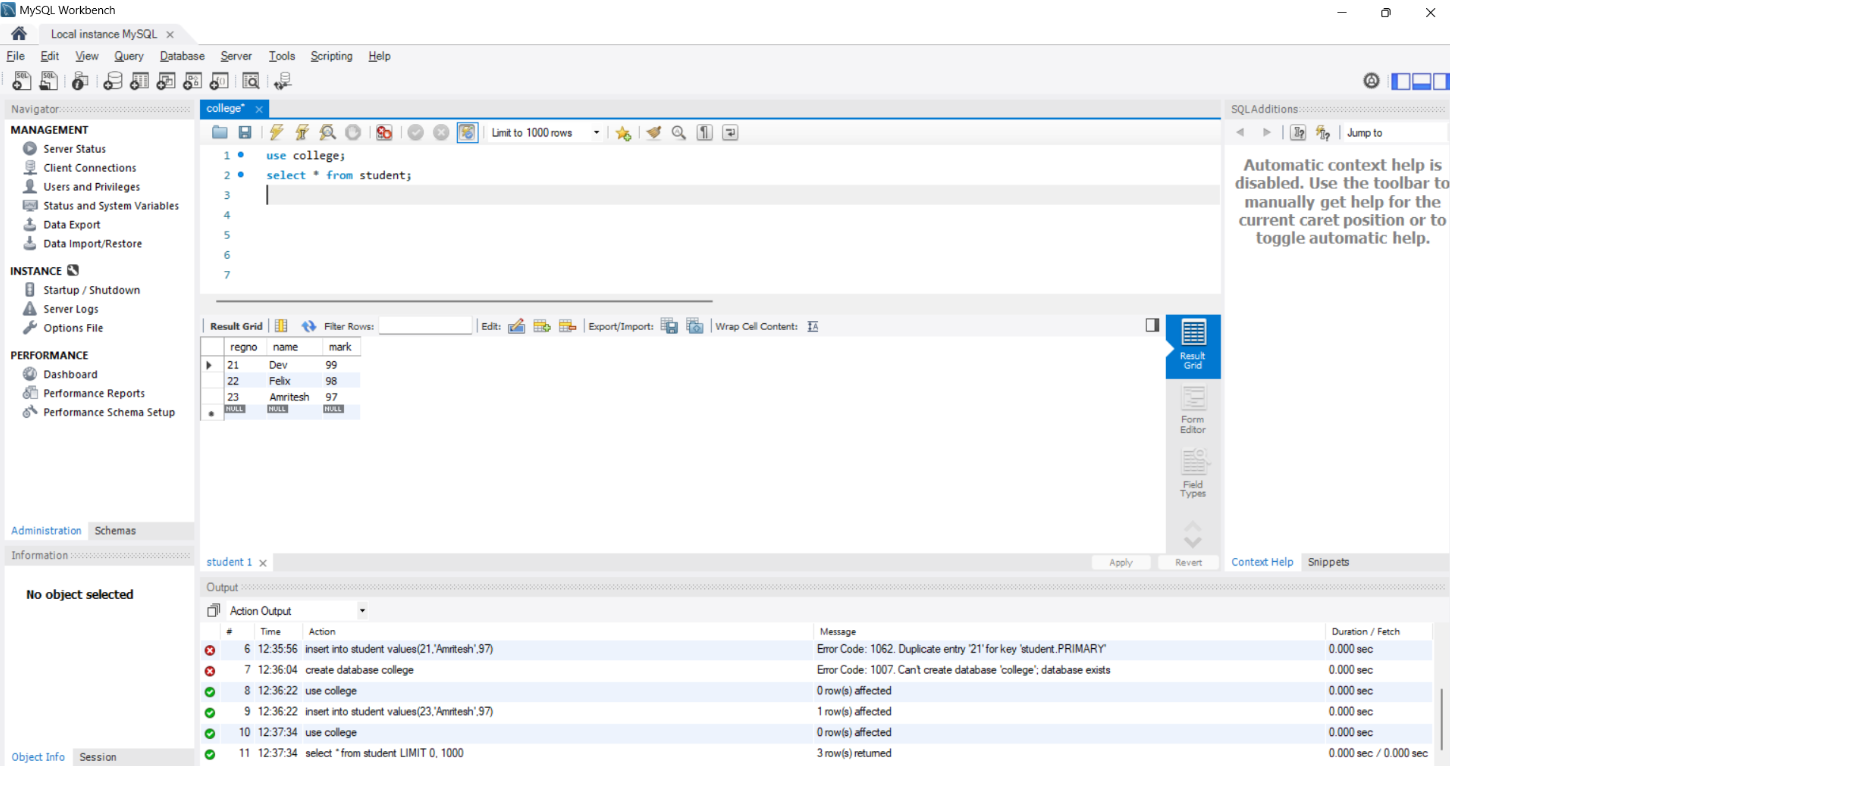 MySQL Workbench
Local instance MySQL
File Edit View Query Database Server Tools Scripting Help
Navigator
MANAGEMENT
Server Status
Client Connections
Users and Privileges
Status and System Variables
Data Export
Data Import/Restore
INSTANCE
Startup / Shutdown
Server Logs
Options File
PERFORMANCE
Dashboard
Performance Reports
Performance Schema Setup
Administration Schemas
Information
No object selected
Object Info Session
college*
Limit to 1000 rows
1 use college;
2 select * from student;
3
4
5
6
7
Result Grid Filter Rows: Edit: Export/Import: Wrap Cell Content:
regno name mark
21 Dev 99
22 Felix 98
23 Amritesh 97
NULL NULL NULL
Result Grid
Form Editor
Field Types
student 1 Apply Revert
SQLAdditions
Jump to
Automatic context help is
disabled. Use the toolbar to
manually get help for the
current caret position or to
toggle automatic help.
Context Help Snippets
Output
Action Output
# Time Action Message Duration / Fetch
6 12:35:56 insert into student values(21,'Amritesh',97) Error Code: 1062. Duplicate entry '21' for key 'student.PRIMARY' 0.000 sec
7 12:36:04 create database college Error Code: 1007. Can't create database 'college'; database exists 0.000 sec
8 12:36:22 use college 0 row(s) affected 0.000 sec
9 12:36:22 insert into student values(23,'Amritesh',97) 1 row(s) affected 0.000 sec
10 12:37:34 use college 0 row(s) affected 0.000 sec
11 12:37:34 select * from student LIMIT 0, 1000 3 row(s) returned 0.000 sec / 0.000 sec